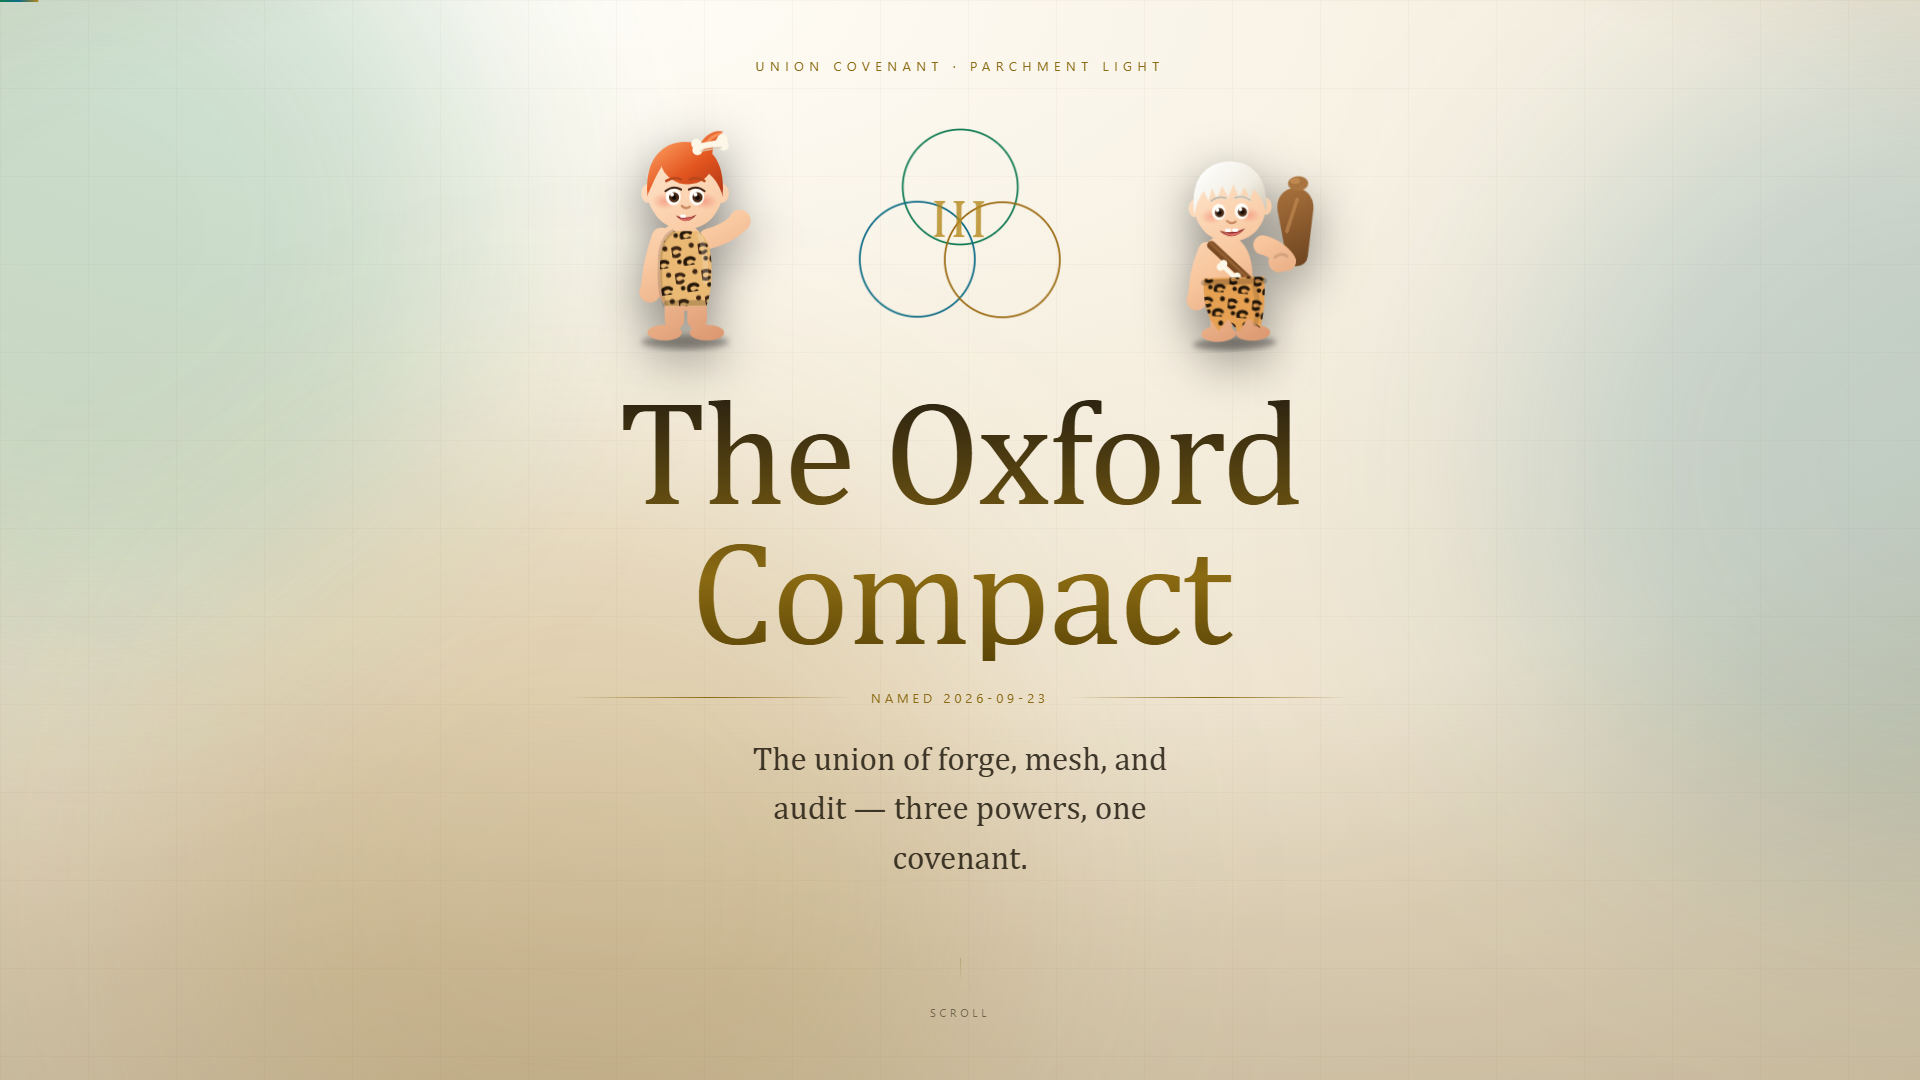 UNION COVENANT · PARCHMENT LIGHT
III
The Oxford
Compact
NAMED 2026-09-23
The union of forge, mesh, and
audit — three powers, one
covenant.
SCROLL